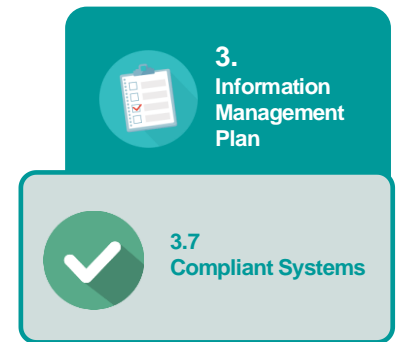 3.
Information
Management
Plan
3.7
Compliant Systems